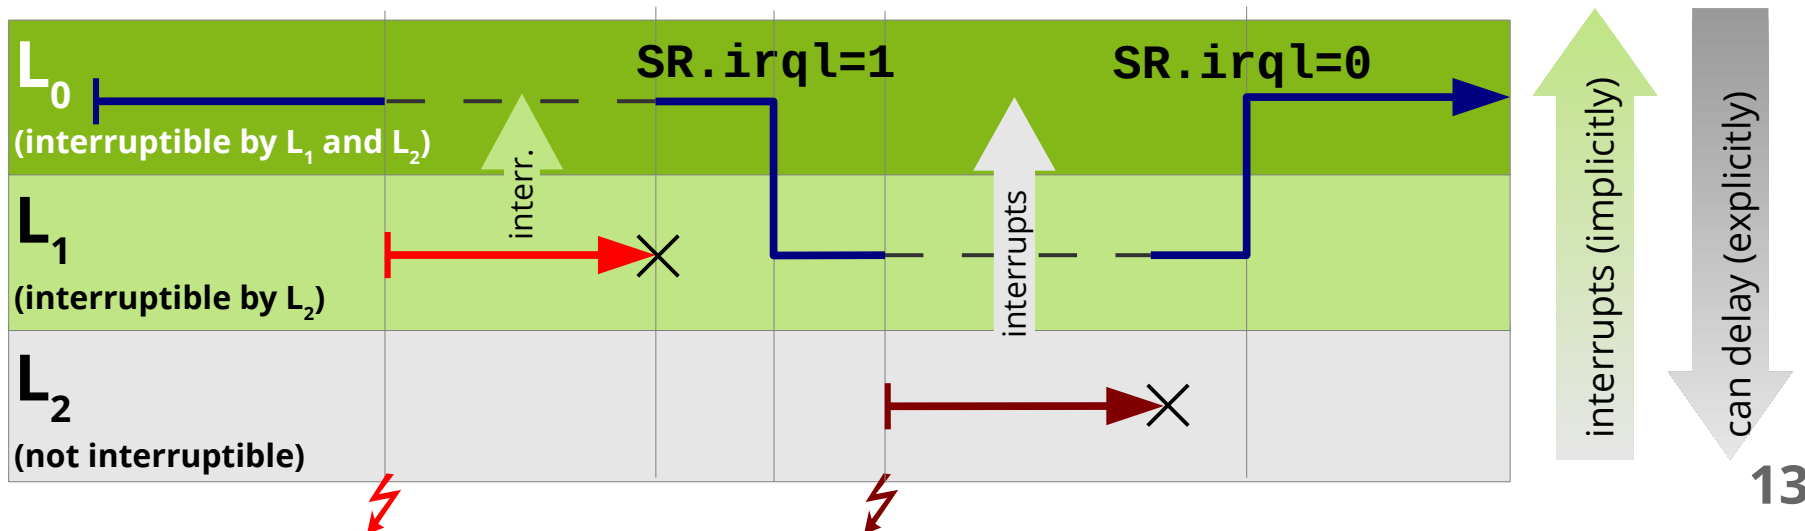 L0
SR.irql=1
SR.irql=0
(interruptible by L1 and L2)
interr.
L1
(interruptible by L2)
interrupts
L2
(not interruptible)
interrupts (implicitly)
can delay (explicitly)
13